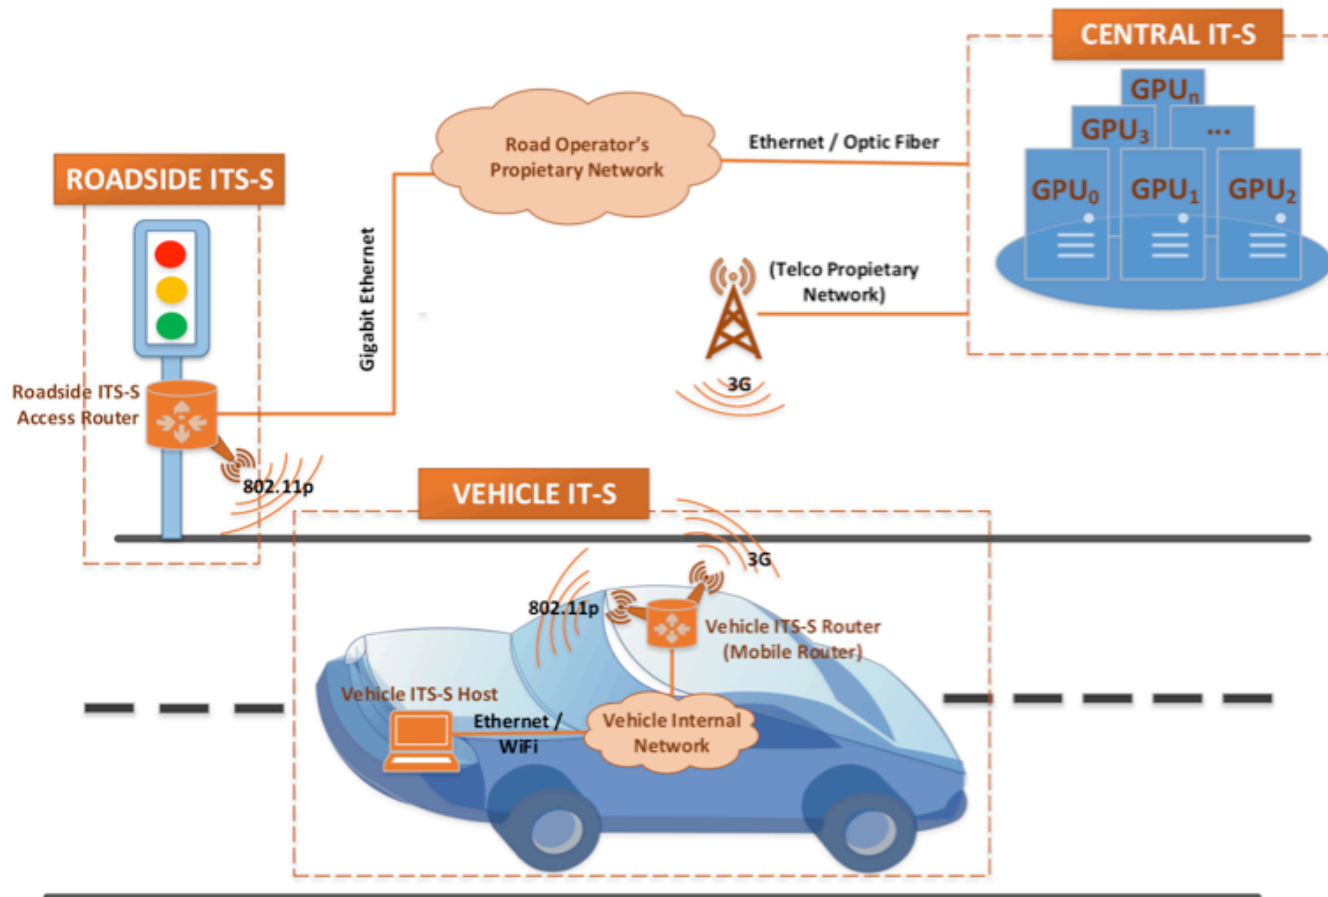 CENTRAL IT-S
GPUn
GPU3
...
GPU0
GPU1
GPU2
Road Operator's
Propietary Network
Ethernet / Optic Fiber
ROADSIDE ITS-S
Gigabit Ethernet
(Telco Propietary
Network)
3G
Roadside ITS-S
Access Router
802.11p
VEHICLE IT-S
3G
802.11p
Vehicle ITS-S Router
(Mobile Router)
Vehicle ITS-S Host
Ethernet /
WiFi
Vehicle Internal
Network